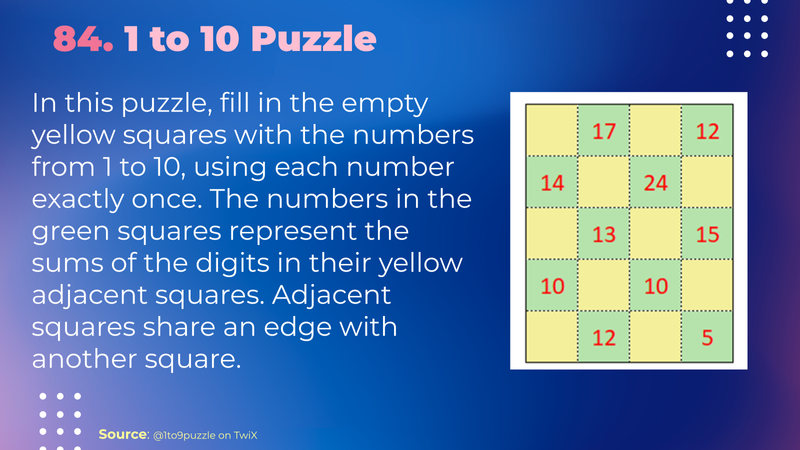 84. 1 to 10 Puzzle
In this puzzle, fill in the empty
yellow squares with the numbers
from 1 to 10, using each number
exactly once. The numbers in the
green squares represent the
sums of the digits in their yellow
adjacent squares. Adjacent
squares share an edge with
another square.
17 12
14 24
13 15
10 10
12 5
Source: @1to9puzzle on TwiX